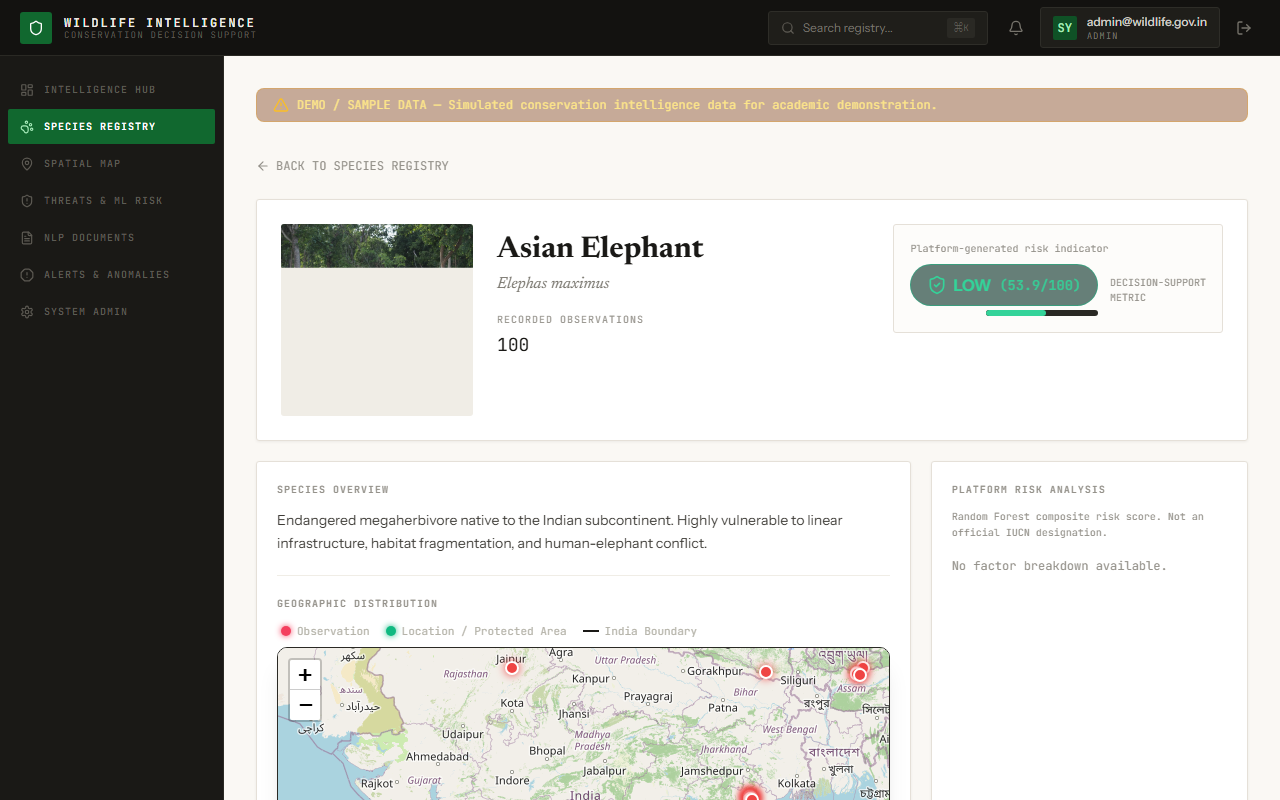 WILDLIFE INTELLIGENCE
CONSERVATION DECISION SUPPORT
Search registry...
⌘K
SY
admin@wildlife.gov.in
ADMIN
INTELLIGENCE HUB
SPECIES REGISTRY
SPATIAL MAP
THREATS & ML RISK
NLP DOCUMENTS
ALERTS & ANOMALIES
SYSTEM ADMIN
DEMO / SAMPLE DATA — Simulated conservation intelligence data for academic demonstration.
← BACK TO SPECIES REGISTRY
Asian Elephant
Elephas maximus
RECORDED OBSERVATIONS
100
Platform-generated risk indicator
LOW (53.9/100)
DECISION-SUPPORT
METRIC
SPECIES OVERVIEW
Endangered megaherbivore native to the Indian subcontinent. Highly vulnerable to linear
infrastructure, habitat fragmentation, and human-elephant conflict.
GEOGRAPHIC DISTRIBUTION
Observation
Location / Protected Area
India Boundary
+
−
سکھر
سندھ
حیدرآباد
کراچی
Jaipur
Agra
Uttar Pradesh
Rajasthan
Kanpur
Gorakhpur
Siliguri
Assam
Kota
Prayagraj
Bihar
Jhansi
Patna
রংপুর
সিলেট
Udaipur
Madhya
Pradesh
West Bengal
Ahmedabad
Bhopal
Jharkhand
বাংলাদেশ
Rajkot
Gujarat
Indore
Jabalpur
Jamshedpur
Kolkata
খুলনা
India
PLATFORM RISK ANALYSIS
Random Forest composite risk score. Not an
official IUCN designation.
No factor breakdown available.